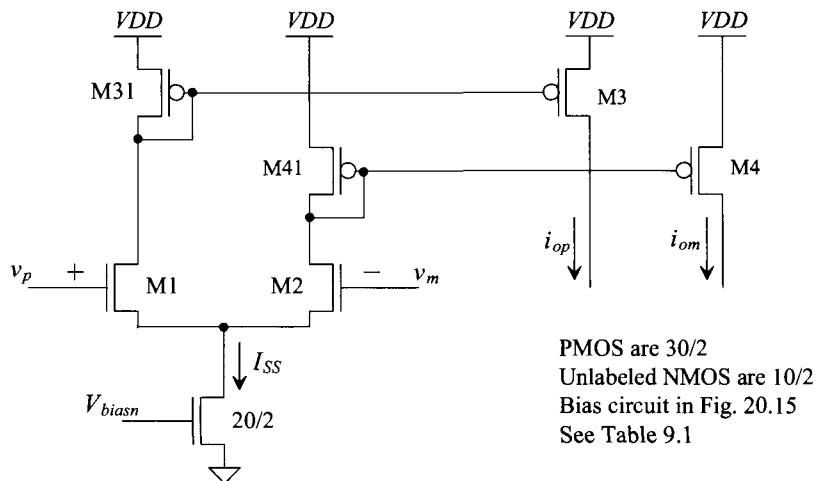 VDD VDD VDD VDD
M31 M3
M41 M4
i_op i_om
v_p + M1 M2 − v_m
I_SS
V_biasn 20/2
PMOS are 30/2
Unlabeled NMOS are 10/2
Bias circuit in Fig. 20.15
See Table 9.1